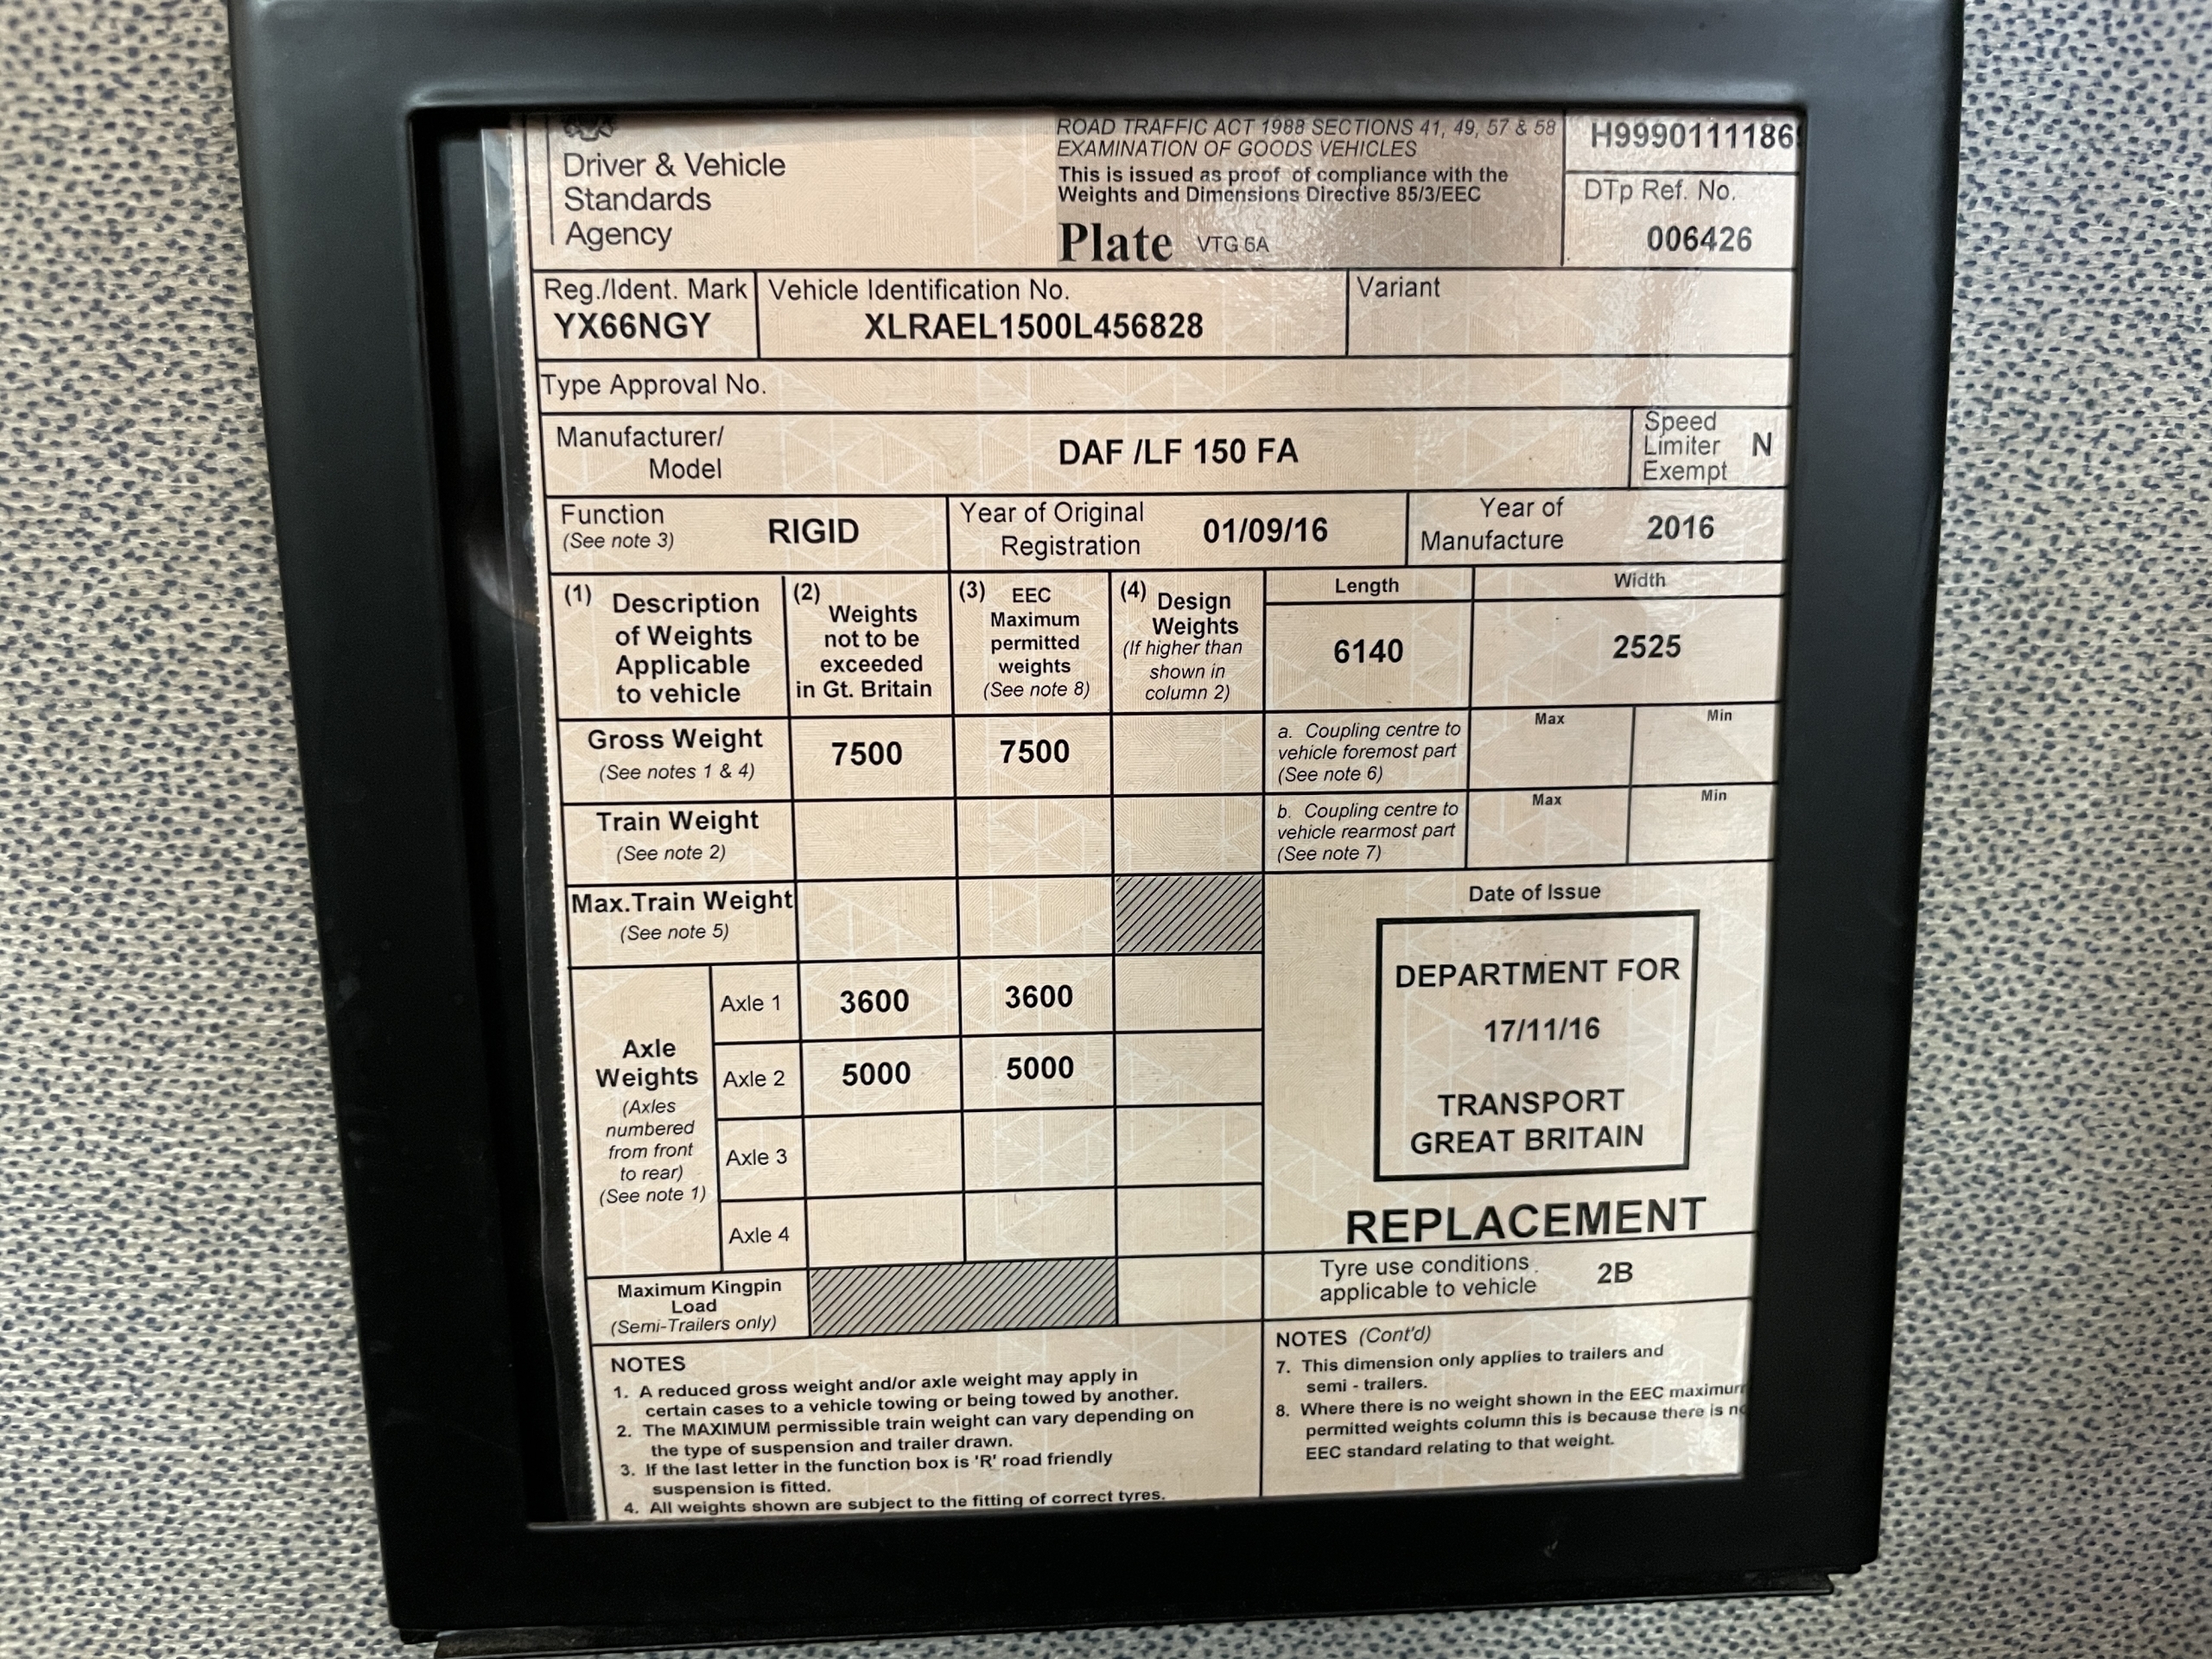 Driver & Vehicle
Standards
Agency
ROAD TRAFFIC ACT 1988 SECTIONS 41, 49, 57 & 58
EXAMINATION OF GOODS VEHICLES
This is issued as proof of compliance with the
Weights and Dimensions Directive 85/3/EEC
Plate VTG 6A
H9990111186
DTp Ref. No.
006426
Reg./Ident. Mark
YX66NGY
Vehicle Identification No.
XLRAEL1500L456828
Variant
Type Approval No.
Manufacturer/
Model
DAF /LF 150 FA
Speed
Limiter
Exempt
N
Function
(See note 3)
RIGID
Year of Original
Registration
01/09/16
Year of
Manufacture
2016
(1) Description
of Weights
Applicable
to vehicle
(2) Weights
not to be
exceeded
in Gt. Britain
(3) EEC
Maximum
permitted
weights
(See note 8)
(4) Design
Weights
(If higher than
shown in
column 2)
Length
6140
Width
2525
Gross Weight
(See notes 1 & 4)
7500
7500
a. Coupling centre to
vehicle foremost part
(See note 6)
Max
Min
Train Weight
(See note 2)
b. Coupling centre to
vehicle rearmost part
(See note 7)
Max
Min
Max.Train Weight
(See note 5)
Axle
Weights
(Axles
numbered
from front
to rear)
(See note 1)
Axle 1
3600
3600
Axle 2
5000
5000
Axle 3
Axle 4
Maximum Kingpin
Load
(Semi-Trailers only)
Date of Issue
DEPARTMENT FOR
17/11/16
TRANSPORT
GREAT BRITAIN
REPLACEMENT
Tyre use conditions
applicable to vehicle
2B
NOTES
1. A reduced gross weight and/or axle weight may apply in
certain cases to a vehicle towing or being towed by another.
2. The MAXIMUM permissible train weight can vary depending on
the type of suspension and trailer drawn.
3. If the last letter in the function box is 'R' road friendly
suspension is fitted.
4. All weights shown are subject to the fitting of correct tyres.
NOTES (Cont'd)
7. This dimension only applies to trailers and
semi - trailers.
8. Where there is no weight shown in the EEC maximum
permitted weights column this is because there is no
EEC standard relating to that weight.